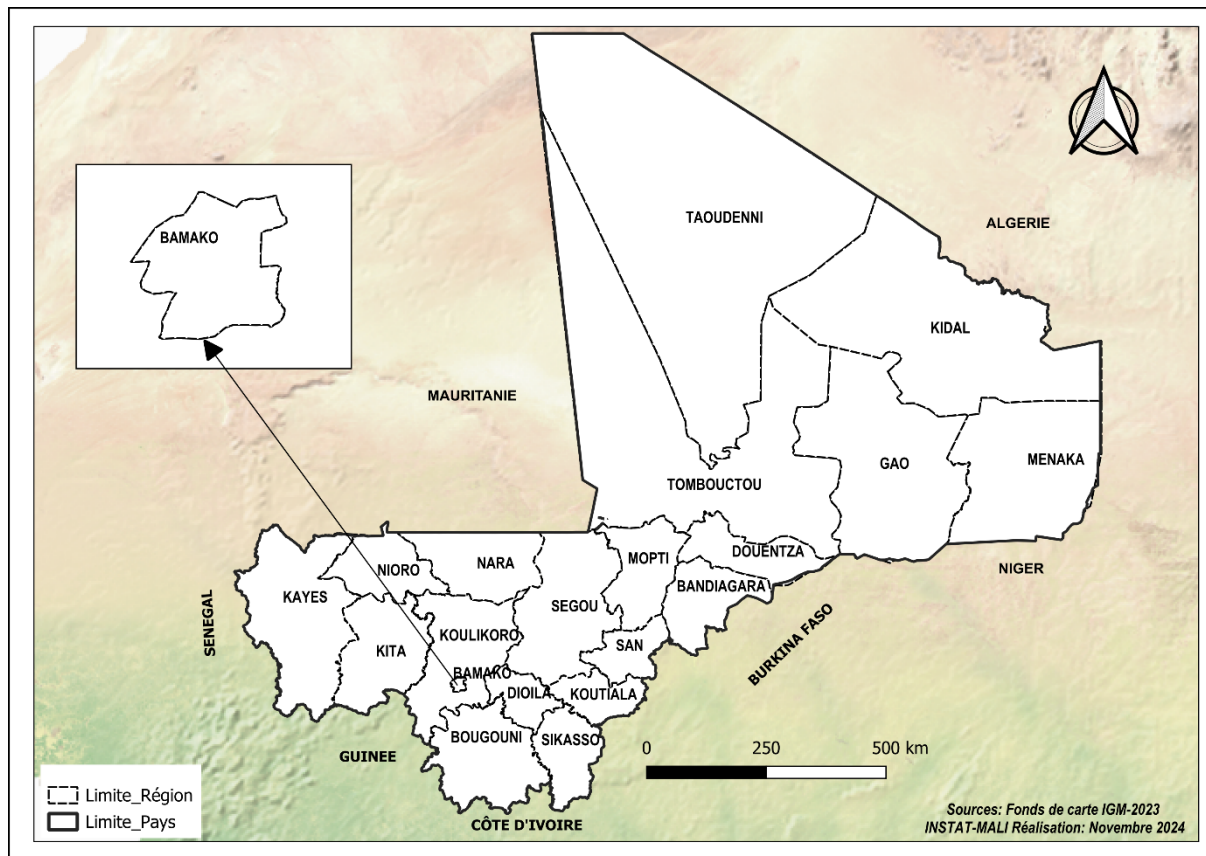 TAOUDENNI
ALGERIE
BAMAKO
KIDAL
MAURITANIE
GAO
MENAKA
TOMBOUCTOU
DOUENTZA
MOPTI
NARA
NIORO
NIGER
BANDIAGARA
KAYES
SEGOU
SENEGAL
KOULIKORO
BURKINA FASO
SAN
KITA
BAMAKO
DIOILA
KOUTIALA
BOUGOUNI
SIKASSO
GUINEE
0 250 500 km
Limite_Région
Limite_Pays
CÔTE D'IVOIRE
Sources: Fonds de carte IGM-2023
INSTAT-MALI Réalisation: Novembre 2024